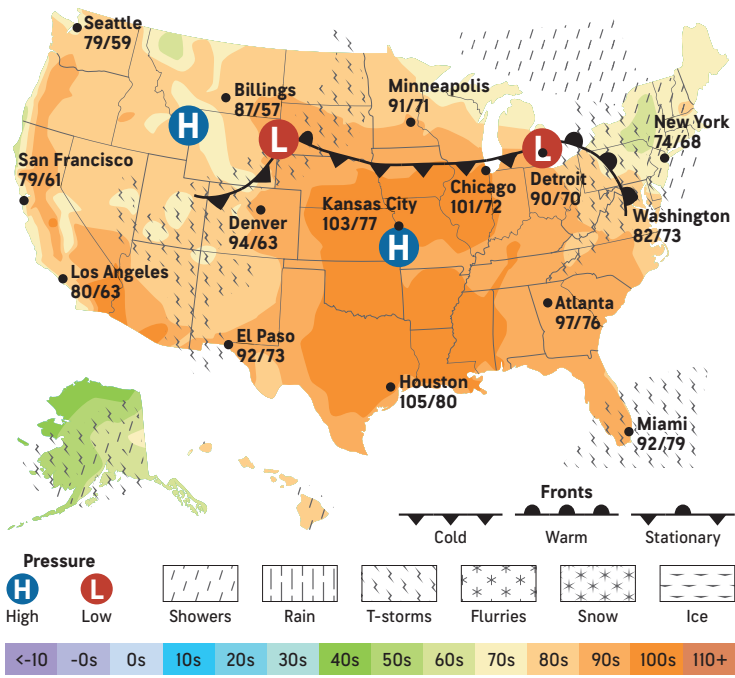 Seattle
79/59
Billings
87/57
Minneapolis
91/71
New York
74/68
H
L
L
San Francisco
79/61
Denver
94/63
Kansas City
103/77
Chicago
101/72
Detroit
90/70
Washington
82/73
H
Los Angeles
80/63
El Paso
92/73
Atlanta
97/76
Houston
105/80
Miami
92/79
Fronts
Cold
Warm
Stationary
Pressure
H
L
High
Low
Showers
Rain
T-storms
Flurries
Snow
Ice
<-10
-0s
0s
10s
20s
30s
40s
50s
60s
70s
80s
90s
100s
110+